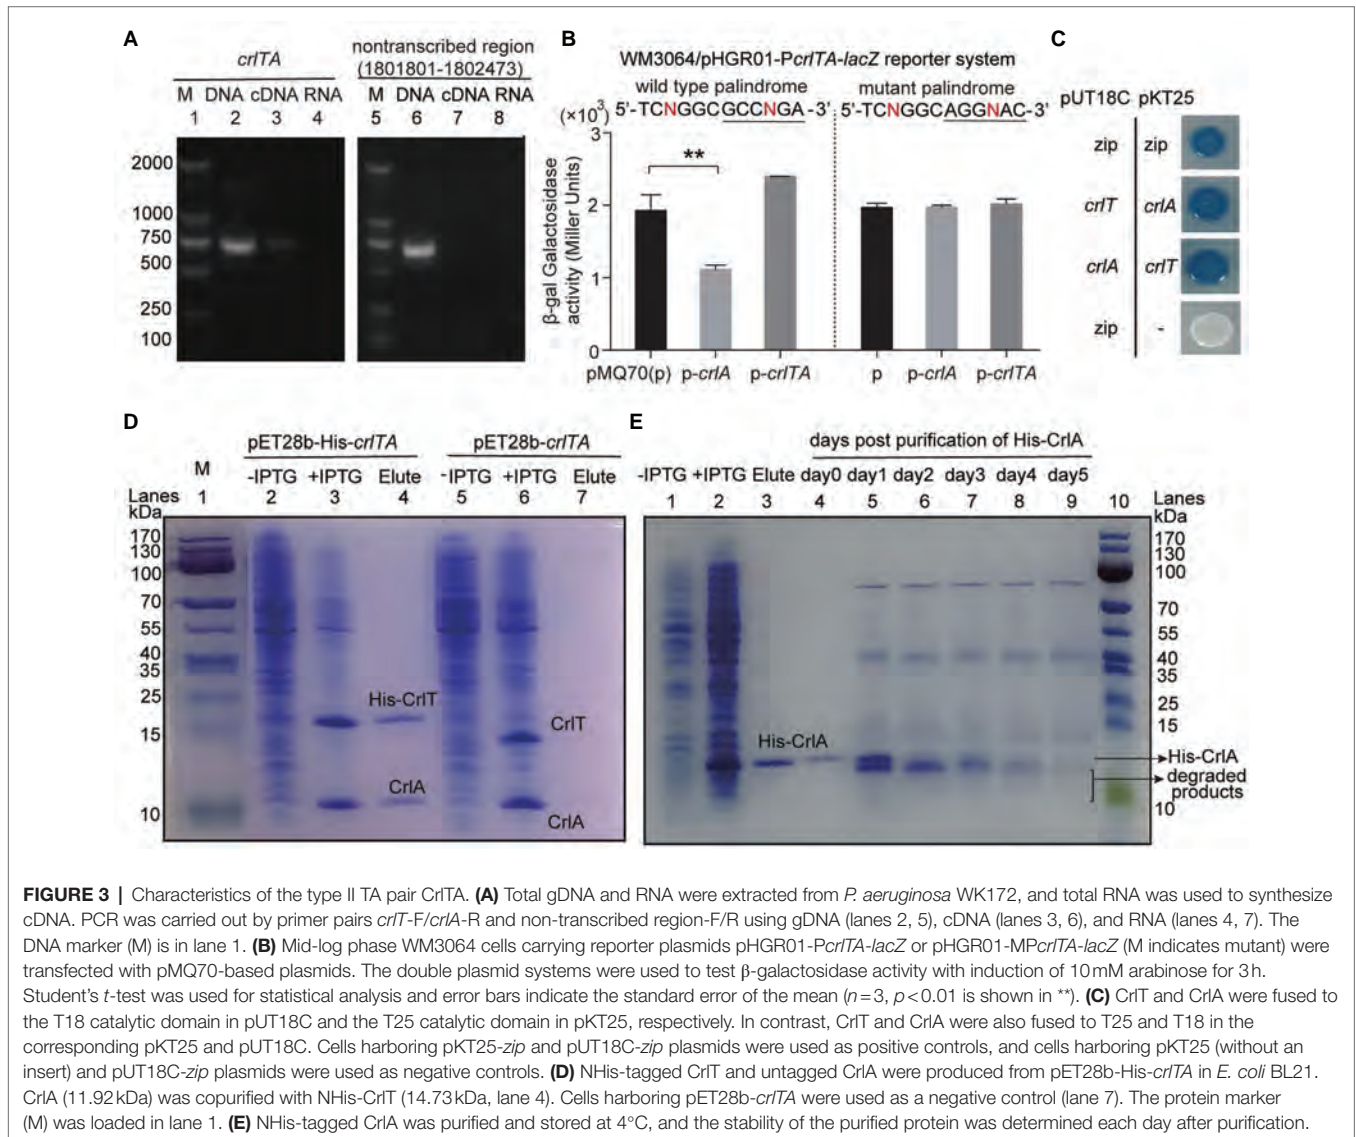 A
crlTA
nontranscribed region
(1801801-1802473)
M DNA cDNA RNA
1 2 3 4
M DNA cDNA RNA
5 6 7 8
2000
1000
750
500
250
100
B
WM3064/pHGR01-PcrlTA-lacZ reporter system
wild type palindrome
mutant palindrome
(×10³)
5'-TCNGGCGCCNGA-3'
5'-TCNGGCAGGNAC-3'
β-gal Galactosidase
activity (Miller Units)
3
2
1
0
**
pMQ70(p) p-crlA p-crlTA
p p-crlA p-crlTA
C
pUT18C pKT25
zip zip
crlT crlA
crlA crlT
zip -
D
pET28b-His-crlTA
pET28b-crlTA
M
-IPTG +IPTG Elute
-IPTG +IPTG Elute
Lanes 1 2 3 4 5 6 7
kDa
170
130
100
70
55
40
35
25
15
10
His-CrlT
CrlA
CrlT
CrlA
E
days post purification of His-CrlA
-IPTG +IPTG Elute day0 day1 day2 day3 day4 day5
1 2 3 4 5 6 7 8 9 10 Lanes
kDa
170
130
100
70
55
40
35
25
15
His-CrlA
His-CrlA
degraded
products
10
FIGURE 3 | Characteristics of the type II TA pair CrlTA. (A) Total gDNA and RNA were extracted from P. aeruginosa WK172, and total RNA was used to synthesize
cDNA. PCR was carried out by primer pairs crlT-F/crlA-R and non-transcribed region-F/R using gDNA (lanes 2, 5), cDNA (lanes 3, 6), and RNA (lanes 4, 7). The
DNA marker (M) is in lane 1. (B) Mid-log phase WM3064 cells carrying reporter plasmids pHGR01-PcrlTA-lacZ or pHGR01-MPcrlTA-lacZ (M indicates mutant) were
transfected with pMQ70-based plasmids. The double plasmid systems were used to test β-galactosidase activity with induction of 10 mM arabinose for 3 h.
Student's t-test was used for statistical analysis and error bars indicate the standard error of the mean (n = 3, p < 0.01 is shown in **). (C) CrlT and CrlA were fused to
the T18 catalytic domain in pUT18C and the T25 catalytic domain in pKT25, respectively. In contrast, CrlT and CrlA were also fused to T25 and T18 in the
corresponding pKT25 and pUT18C. Cells harboring pKT25-zip and pUT18C-zip plasmids were used as positive controls, and cells harboring pKT25 (without an
insert) and pUT18C-zip plasmids were used as negative controls. (D) NHis-tagged CrlT and untagged CrlA were produced from pET28b-His-crlTA in E. coli BL21.
CrlA (11.92 kDa) was copurified with NHis-CrlT (14.73 kDa, lane 4). Cells harboring pET28b-crlTA were used as a negative control (lane 7). The protein marker
(M) was loaded in lane 1. (E) NHis-tagged CrlA was purified and stored at 4°C, and the stability of the purified protein was determined each day after purification.